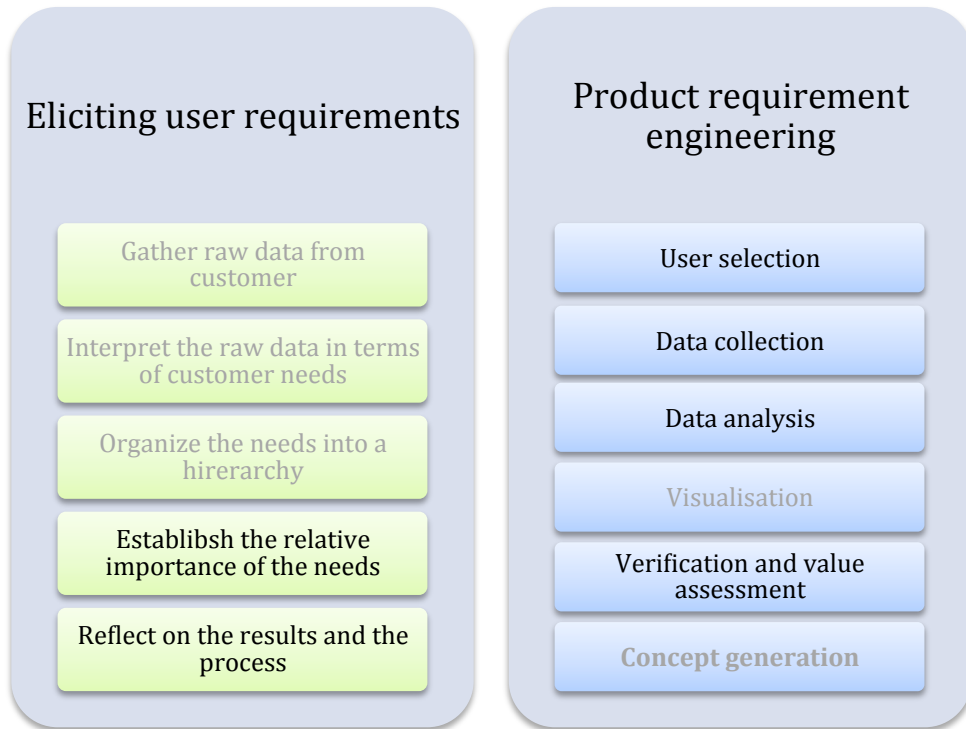 Eliciting user requirements
Gather raw data from
customer
Interpret the raw data in terms
of customer needs
Organize the needs into a
hirerarchy
Establibsh the relative
importance of the needs
Reflect on the results and the
process
Product requirement
engineering
User selection
Data collection
Data analysis
Visualisation
Verification and value
assessment
Concept generation